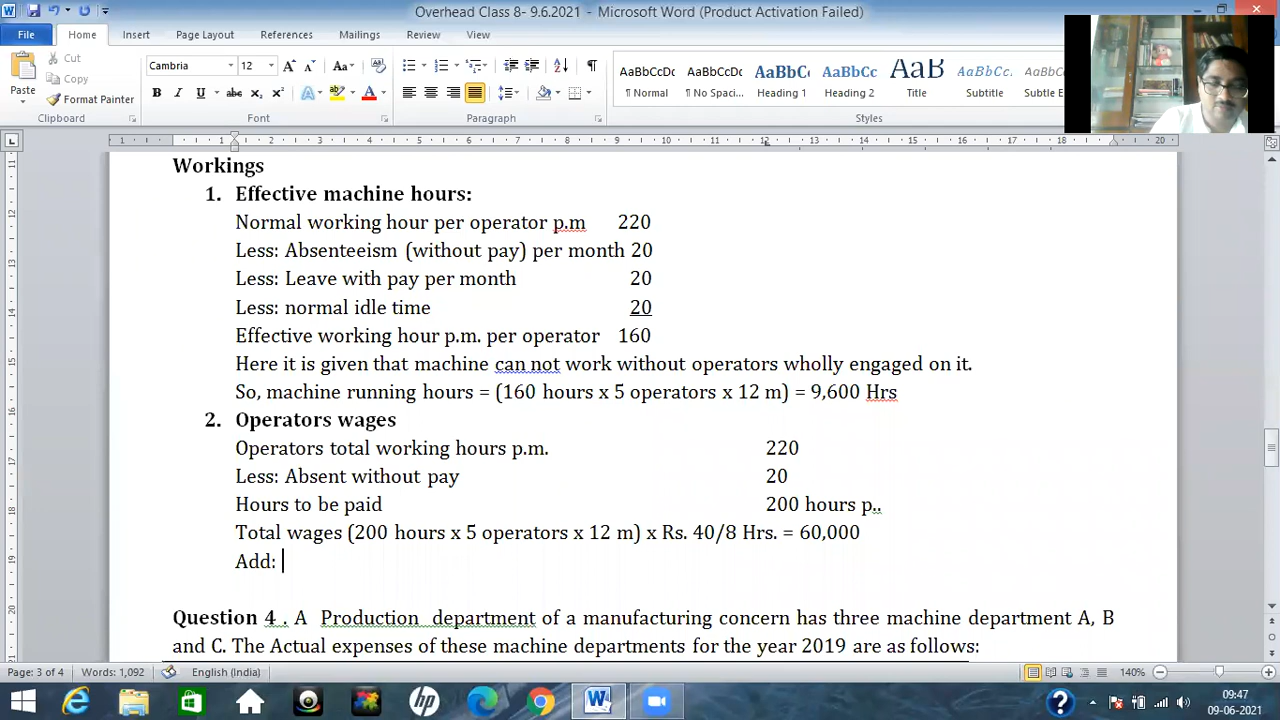 Overhead Class 8- 9.6.2021 - Microsoft Word (Product Activation Failed)
File Home Insert Page Layout References Mailings Review View
Cut
Copy
Paste
Format Painter
Clipboard
Cambria 12
Font
Paragraph
AaBbCcDc AaBbCcDc AaBbCc AaBbCc AaB AaBbCcL AaBbCcDc
¶ Normal ¶ No Spaci... Heading 1 Heading 2 Title Subtitle Subtle E
Styles
Workings
1. Effective machine hours:
Normal working hour per operator p.m 220
Less: Absenteeism (without pay) per month 20
Less: Leave with pay per month 20
Less: normal idle time 20
Effective working hour p.m. per operator 160
Here it is given that machine can not work without operators wholly engaged on it.
So, machine running hours = (160 hours x 5 operators x 12 m) = 9,600 Hrs
2. Operators wages
Operators total working hours p.m. 220
Less: Absent without pay 20
Hours to be paid 200 hours p..
Total wages (200 hours x 5 operators x 12 m) x Rs. 40/8 Hrs. = 60,000
Add:
Question 4 . A Production department of a manufacturing concern has three machine department A, B
and C. The Actual expenses of these machine departments for the year 2019 are as follows:
Page: 3 of 4 Words: 1,092 English (India) 140%
09:47
09-06-2021